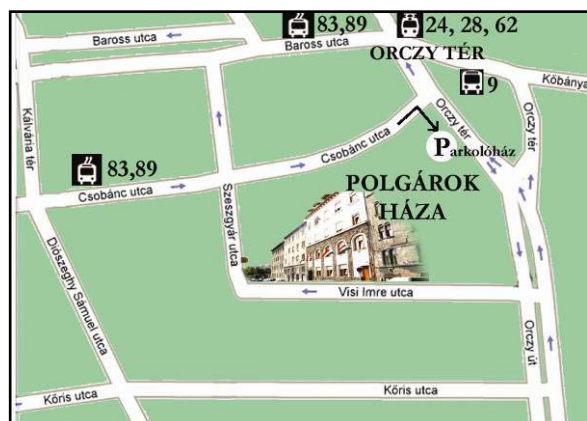 83,89
24, 28, 62
Baross utca
Baross utca
ORCZY TÉR
9
Kőbánya
Kálvária tér
Orczy tér
Orczy tér
Csobánc utca
Parkolóház
83,89
Csobánc utca
POLGÁROK
HÁZA
Szeszgyár utca
Diószeghy Sámuel utca
Visi Imre utca
Orczy út
Kőris utca
Kőris utca